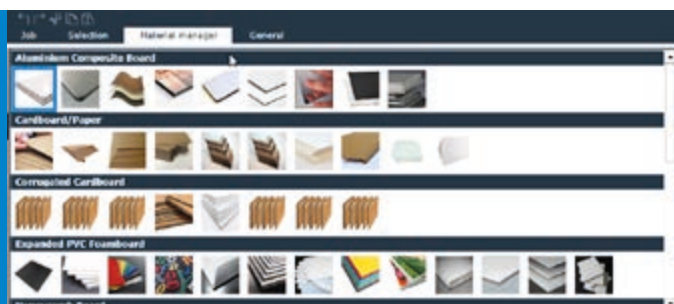 Job Selection Material manager General
Aluminium Composite Board
Cardboard/Paper
Corrugated Cardboard
Expanded PVC Foamboard